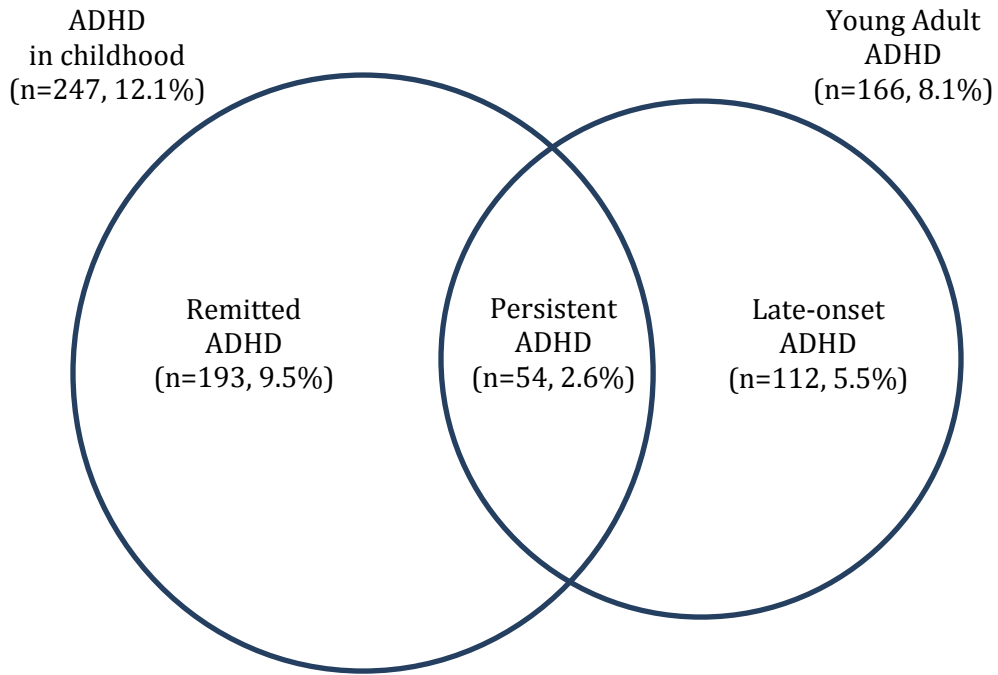 ADHD
in childhood
(n=247, 12.1%)
Young Adult
ADHD
(n=166, 8.1%)
Remitted
ADHD
(n=193, 9.5%)
Persistent
ADHD
(n=54, 2.6%)
Late-onset
ADHD
(n=112, 5.5%)